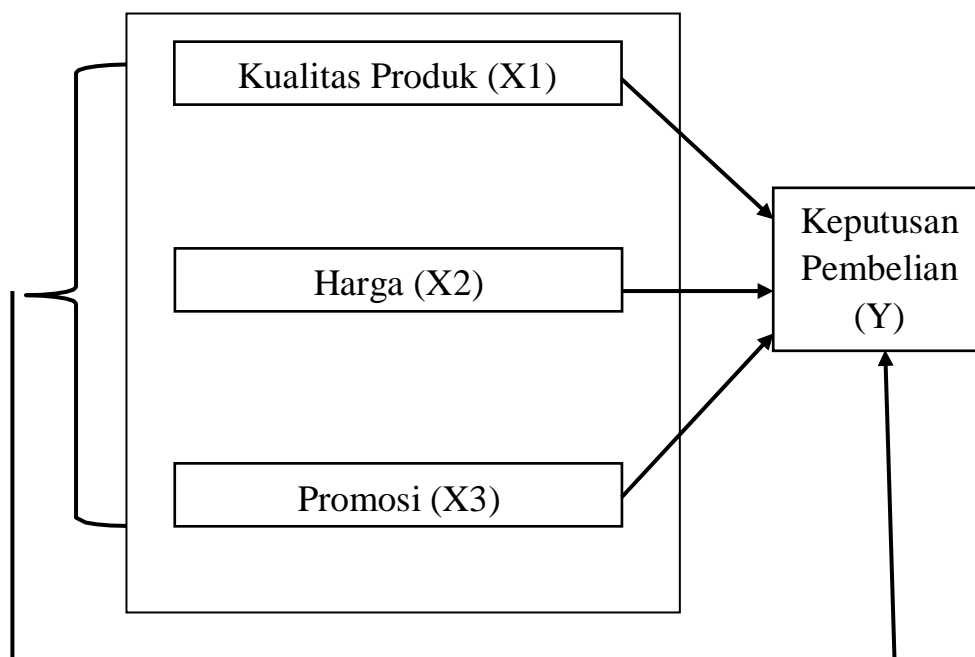 Kualitas Produk (X1)
Harga (X2)
Promosi (X3)
Keputusan
Pembelian
(Y)